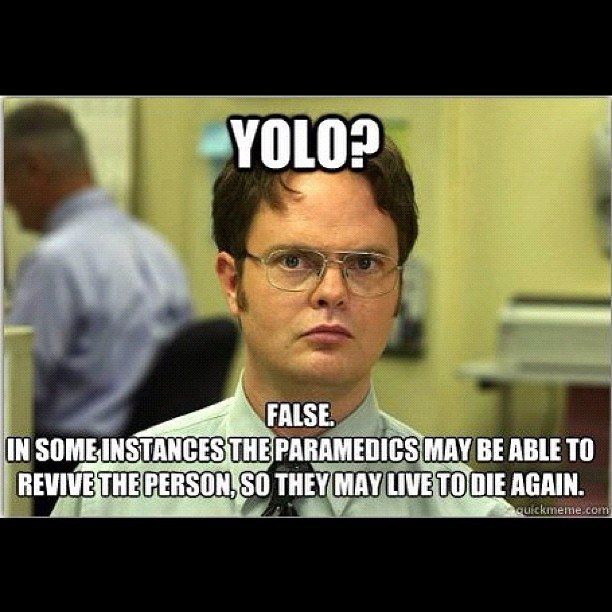 YOLO?
FALSE.
IN SOME INSTANCES THE PARAMEDICS MAY BE ABLE TO
REVIVE THE PERSON, SO THEY MAY LIVE TO DIE AGAIN.
quickmeme.com